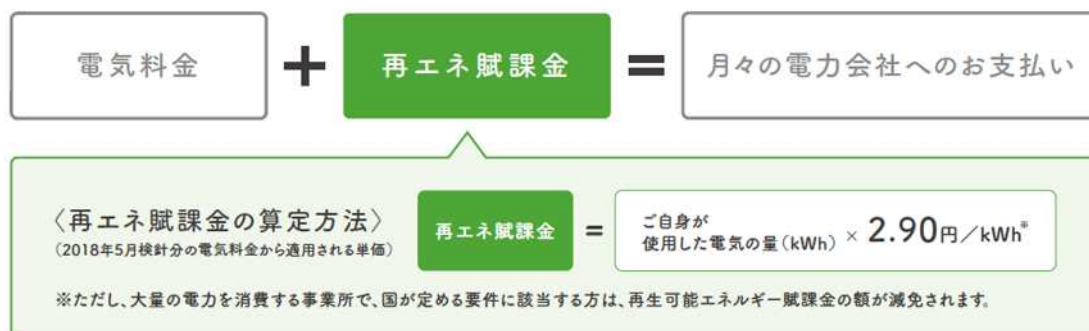 電気料金 + 再エネ賦課金 = 月々の電力会社へのお支払い
〈再エネ賦課金の算定方法〉
(2018年5月検針分の電気料金から適用される単価)
再エネ賦課金 = ご自身が
使用した電気の量(kWh) × 2.90円/kWh※
※ただし、大量の電力を消費する事業所で、国が定める要件に該当する方は、再生可能エネルギー賦課金の額が減免されます。